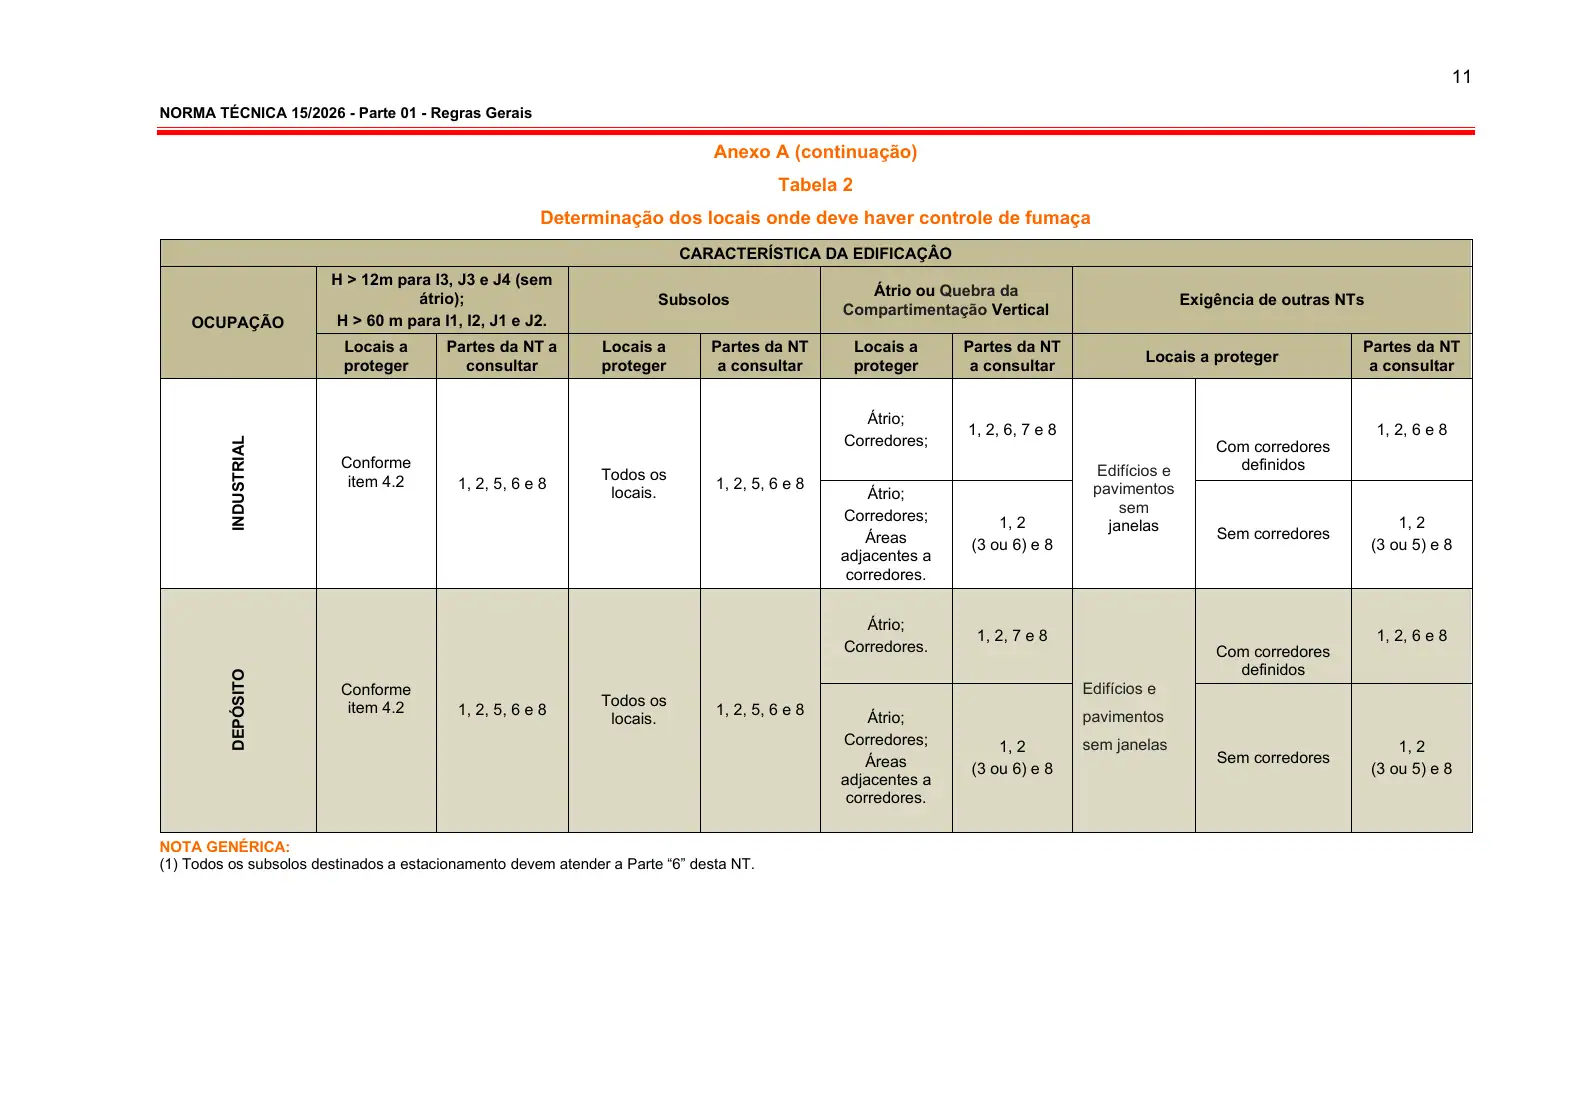 11
NORMA TÉCNICA 15/2026 - Parte 01 - Regras Gerais
Anexo A (continuação)
Tabela 2
Determinação dos locais onde deve haver controle de fumaça
CARACTERÍSTICA DA EDIFICAÇÂO
OCUPAÇÃO
H > 12m para I3, J3 e J4 (sem
átrio);
H > 60 m para I1, I2, J1 e J2.
Subsolos
Átrio ou Quebra da
Compartimentação Vertical
Exigência de outras NTs
Locais a
proteger
Partes da NT a
consultar
Locais a
proteger
Partes da NT
a consultar
Locais a
proteger
Partes da NT
a consultar
Locais a proteger
Partes da NT
a consultar
INDUSTRIAL
Conforme
item 4.2
1, 2, 5, 6 e 8
Todos os
locais.
1, 2, 5, 6 e 8
Átrio;
Corredores;
1, 2, 6, 7 e 8
Edifícios e
pavimentos
sem
janelas
Com corredores
definidos
1, 2, 6 e 8
Átrio;
Corredores;
Áreas
adjacentes a
corredores.
1, 2
(3 ou 6) e 8
Sem corredores
1, 2
(3 ou 5) e 8
DEPÓSITO
Conforme
item 4.2
1, 2, 5, 6 e 8
Todos os
locais.
1, 2, 5, 6 e 8
Átrio;
Corredores.
1, 2, 7 e 8
Edifícios e
pavimentos
sem janelas
Com corredores
definidos
1, 2, 6 e 8
Átrio;
Corredores;
Áreas
adjacentes a
corredores.
1, 2
(3 ou 6) e 8
Sem corredores
1, 2
(3 ou 5) e 8
NOTA GENÉRICA:
(1) Todos os subsolos destinados a estacionamento devem atender a Parte “6” desta NT.